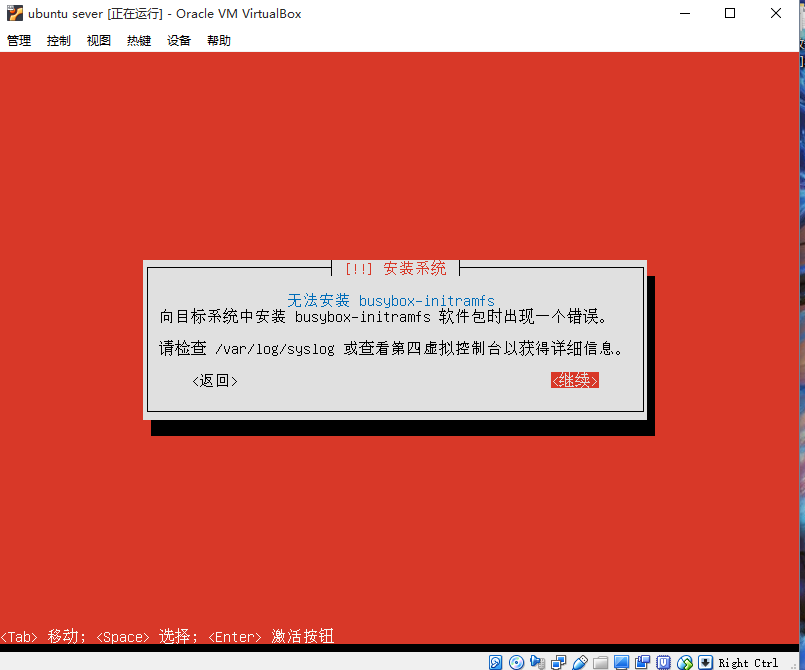 ubuntu sever [正在运行] - Oracle VM VirtualBox
管理 控制 视图 热键 设备 帮助
[!!] 安装系统
无法安装 busybox-initramfs
向目标系统中安装 busybox-initramfs 软件包时出现一个错误。
请检查 /var/log/syslog 或查看第四虚拟控制台以获得详细信息。
<返回> <继续>
<Tab> 移动; <Space> 选择; <Enter> 激活按钮
Right Ctrl